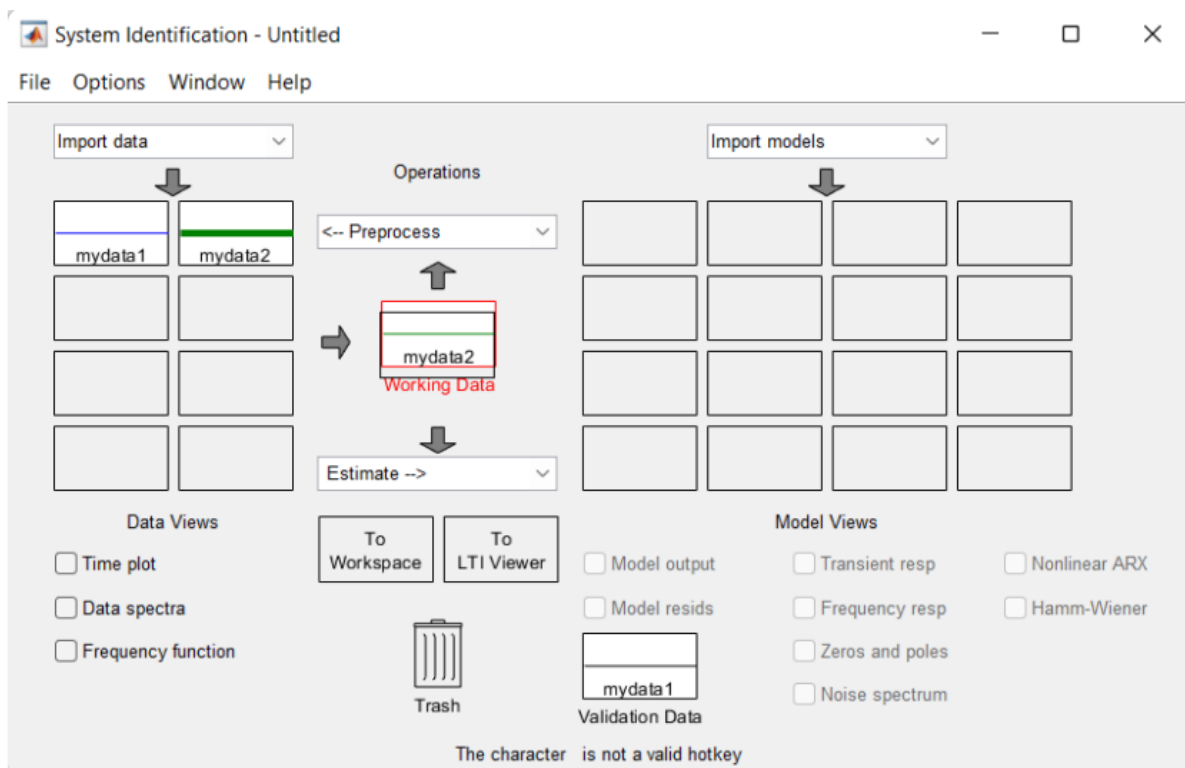 System Identification - Untitled
File Options Window Help
Import data
Import models
Operations
<-- Preprocess
mydata1 mydata2
mydata2
Working Data
Estimate -->
Data Views
Model Views
To
Workspace
To
LTI Viewer
Time plot
Data spectra
Frequency function
Model output Transient resp Nonlinear ARX
Model resids Frequency resp Hamm-Wiener
Zeros and poles
Noise spectrum
Trash
mydata1
Validation Data
The character is not a valid hotkey